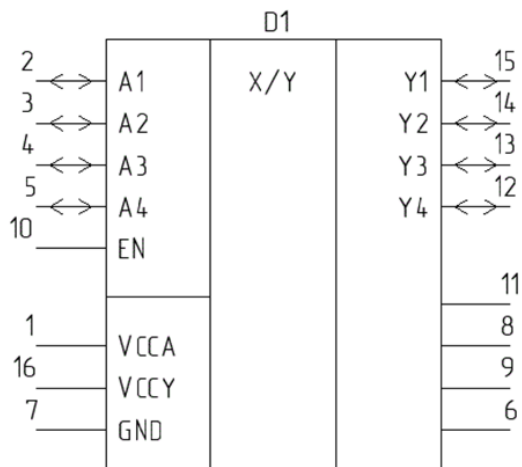 D1
2 A1 X/Y Y1 15
3 A2 Y2 14
4 A3 Y3 13
5 A4 Y4 12
10 EN
11
1 VCCA 8
16 VCCY 9
7 GND 6